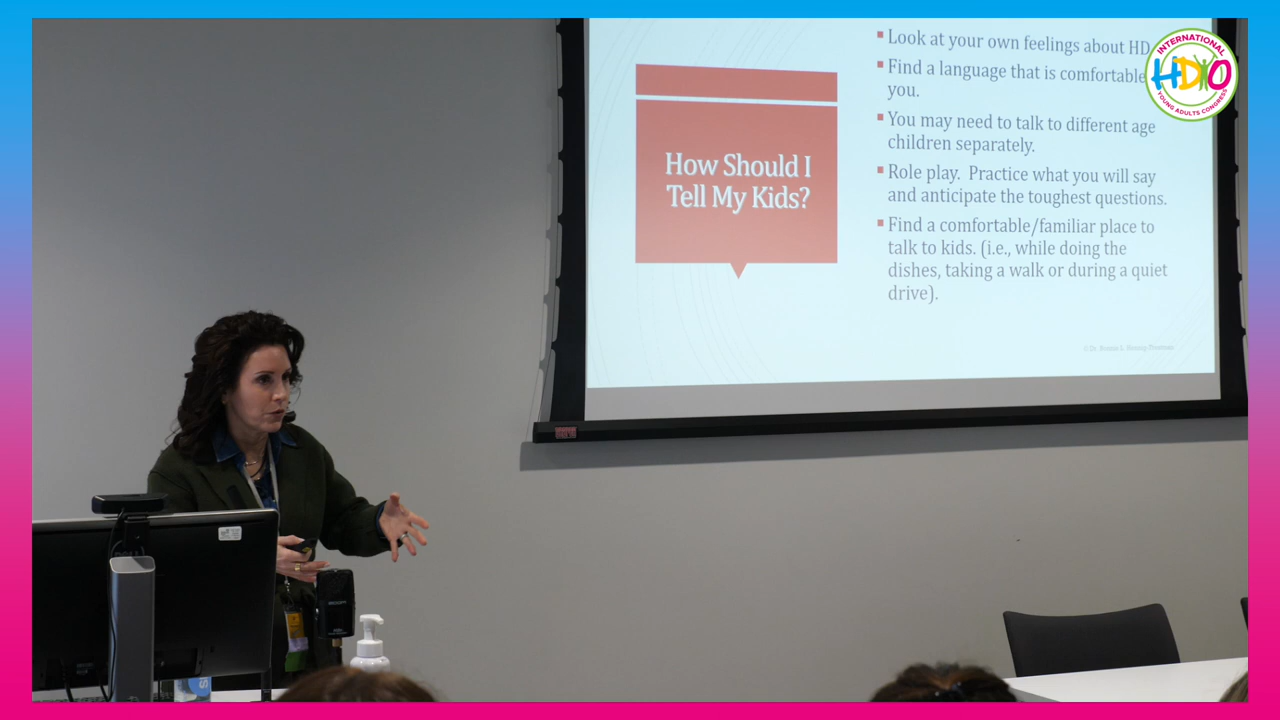 How Should I
Tell My Kids?
Look at your own feelings about HD
Find a language that is comfortable
you.
You may need to talk to different age
children separately.
Role play. Practice what you will say
and anticipate the toughest questions.
Find a comfortable/familiar place to
talk to kids. (i.e., while doing the
dishes, taking a walk or during a quiet
drive).
INTERNATIONAL
HDYO
YOUNG ADULTS CONGRESS